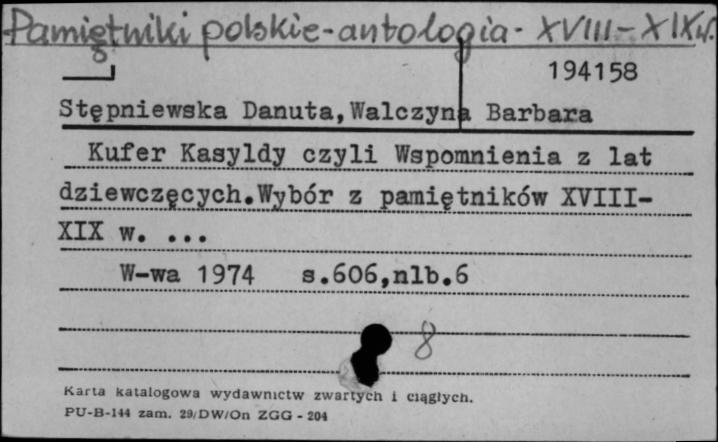 Pamiętniki polskie-antologia- XVIII-XIXw.
194158
Stępniewska Danuta,Walczyna Barbara
Kufer Kasyldy czyli Wspomnienia z lat
dziewczęcych.Wybór z pamiętników XVIII-
XIX w. ...
W-wa 1974 s.606,nlb.6
8
Karta katalogowa wydawnictw zwartych i ciągłych.
PU-B-144 zam. 29/DW/On ZGG - 204